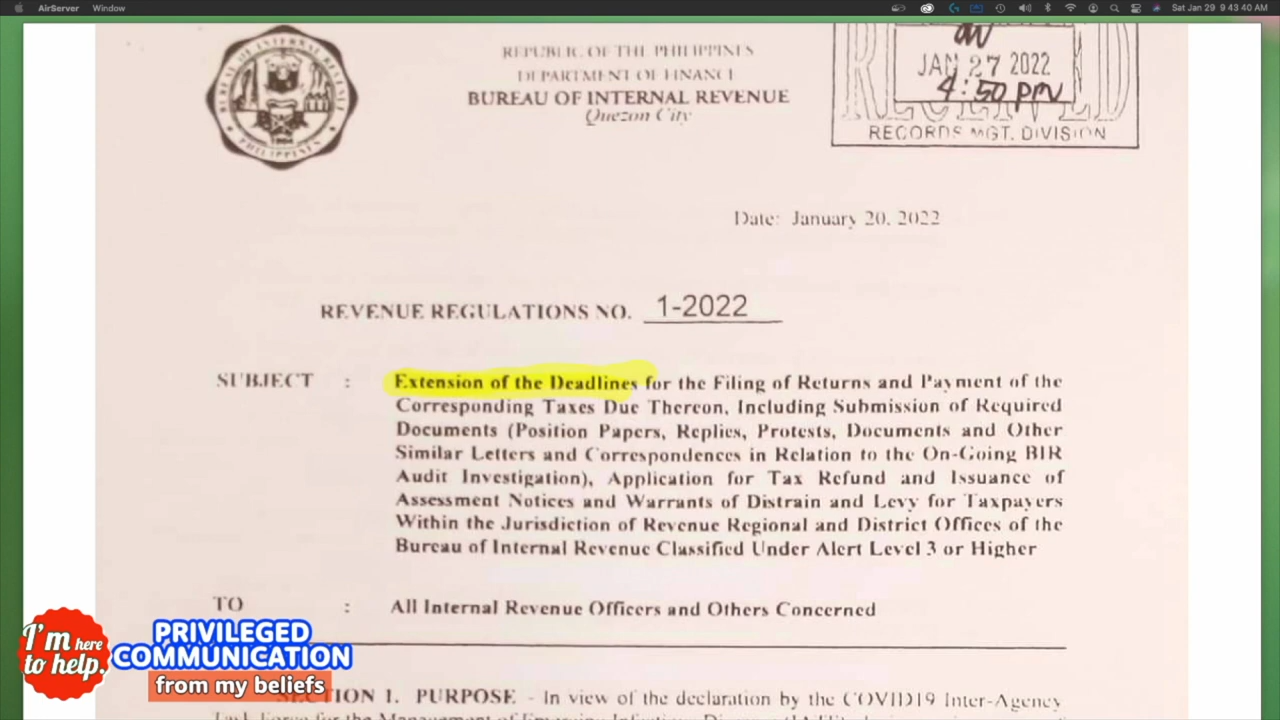 AirServer Window
Sat Jan 29 9 43 40 AM
REPUBLIC OF THE PHILIPPINES
DEPARTMENT OF FINANCE
BUREAU OF INTERNAL REVENUE
Quezon City
BUREAU OF INTERNAL REVENUE
PHILIPPINES
JAN 27 2022
4:50 pm
RECEIVED
RECORDS MGT. DIVISION
Date: January 20, 2022
REVENUE REGULATIONS NO. 1-2022
SUBJECT : Extension of the Deadlines for the Filing of Returns and Payment of the
Corresponding Taxes Due Thereon, Including Submission of Required
Documents (Position Papers, Replies, Protests, Documents and Other
Similar Letters and Correspondences in Relation to the On-Going BIR
Audit Investigation), Application for Tax Refund and Issuance of
Assessment Notices and Warrants of Distrain and Levy for Taxpayers
Within the Jurisdiction of Revenue Regional and District Offices of the
Bureau of Internal Revenue Classified Under Alert Level 3 or Higher
TO : All Internal Revenue Officers and Others Concerned
I'm here
to help.
PRIVILEGED
COMMUNICATION
from my beliefs
SECTION 1. PURPOSE - In view of the declaration by the COVID19 Inter-Agency